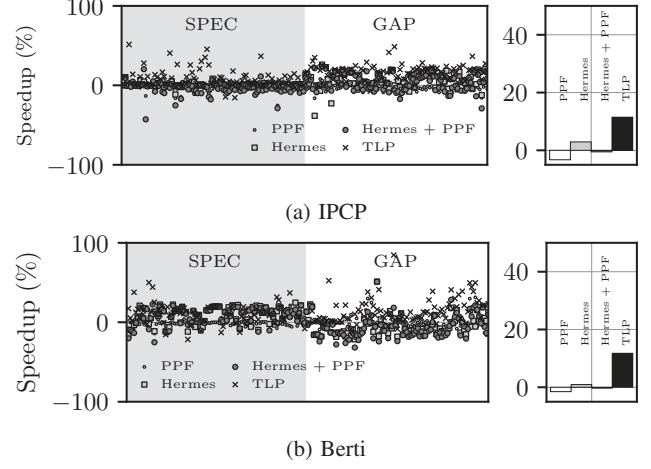 100
SPEC
GAP
Speedup (%)
0
PPF
Hermes + PPF
Hermes
TLP
−100
40
20
0
PPF
Hermes
Hermes + PPF
TLP
(a) IPCP
100
SPEC
GAP
Speedup (%)
0
PPF
Hermes + PPF
Hermes
TLP
−100
40
20
0
PPF
Hermes
Hermes + PPF
TLP
(b) Berti